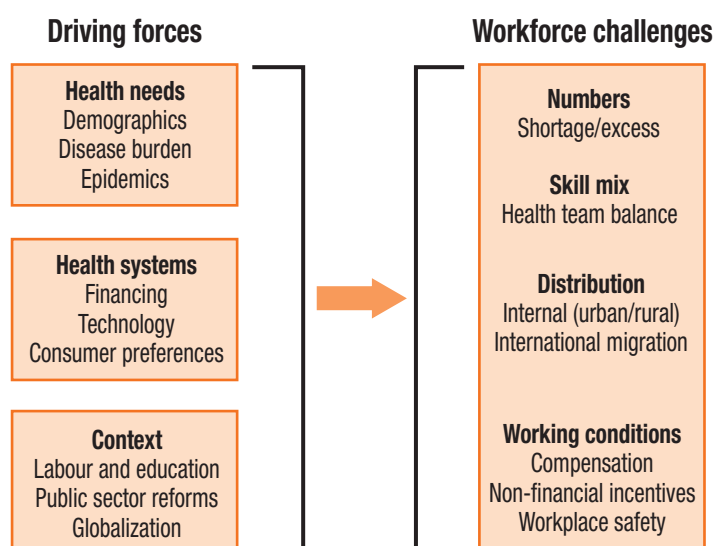 Driving forces
Health needs
Demographics
Disease burden
Epidemics
Health systems
Financing
Technology
Consumer preferences
Context
Labour and education
Public sector reforms
Globalization
Workforce challenges
Numbers
Shortage/excess
Skill mix
Health team balance
Distribution
Internal (urban/rural)
International migration
Working conditions
Compensation
Non-financial incentives
Workplace safety